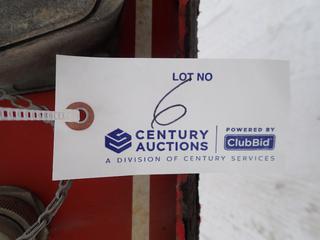 LOT NO
6
CENTURY AUCTIONS
POWERED BY
ClubBid
A DIVISION OF CENTURY SERVICES